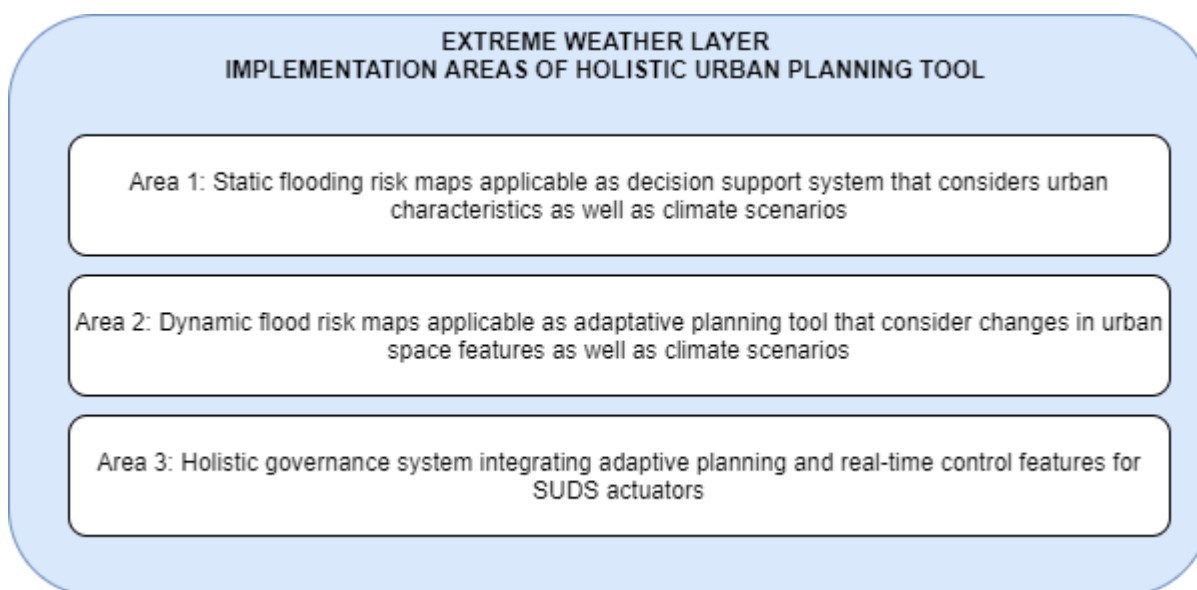 EXTREME WEATHER LAYER
IMPLEMENTATION AREAS OF HOLISTIC URBAN PLANNING TOOL
Area 1: Static flooding risk maps applicable as decision support system that considers urban
characteristics as well as climate scenarios
Area 2: Dynamic flood risk maps applicable as adaptative planning tool that consider changes in urban
space features as well as climate scenarios
Area 3: Holistic governance system integrating adaptive planning and real-time control features for
SUDS actuators